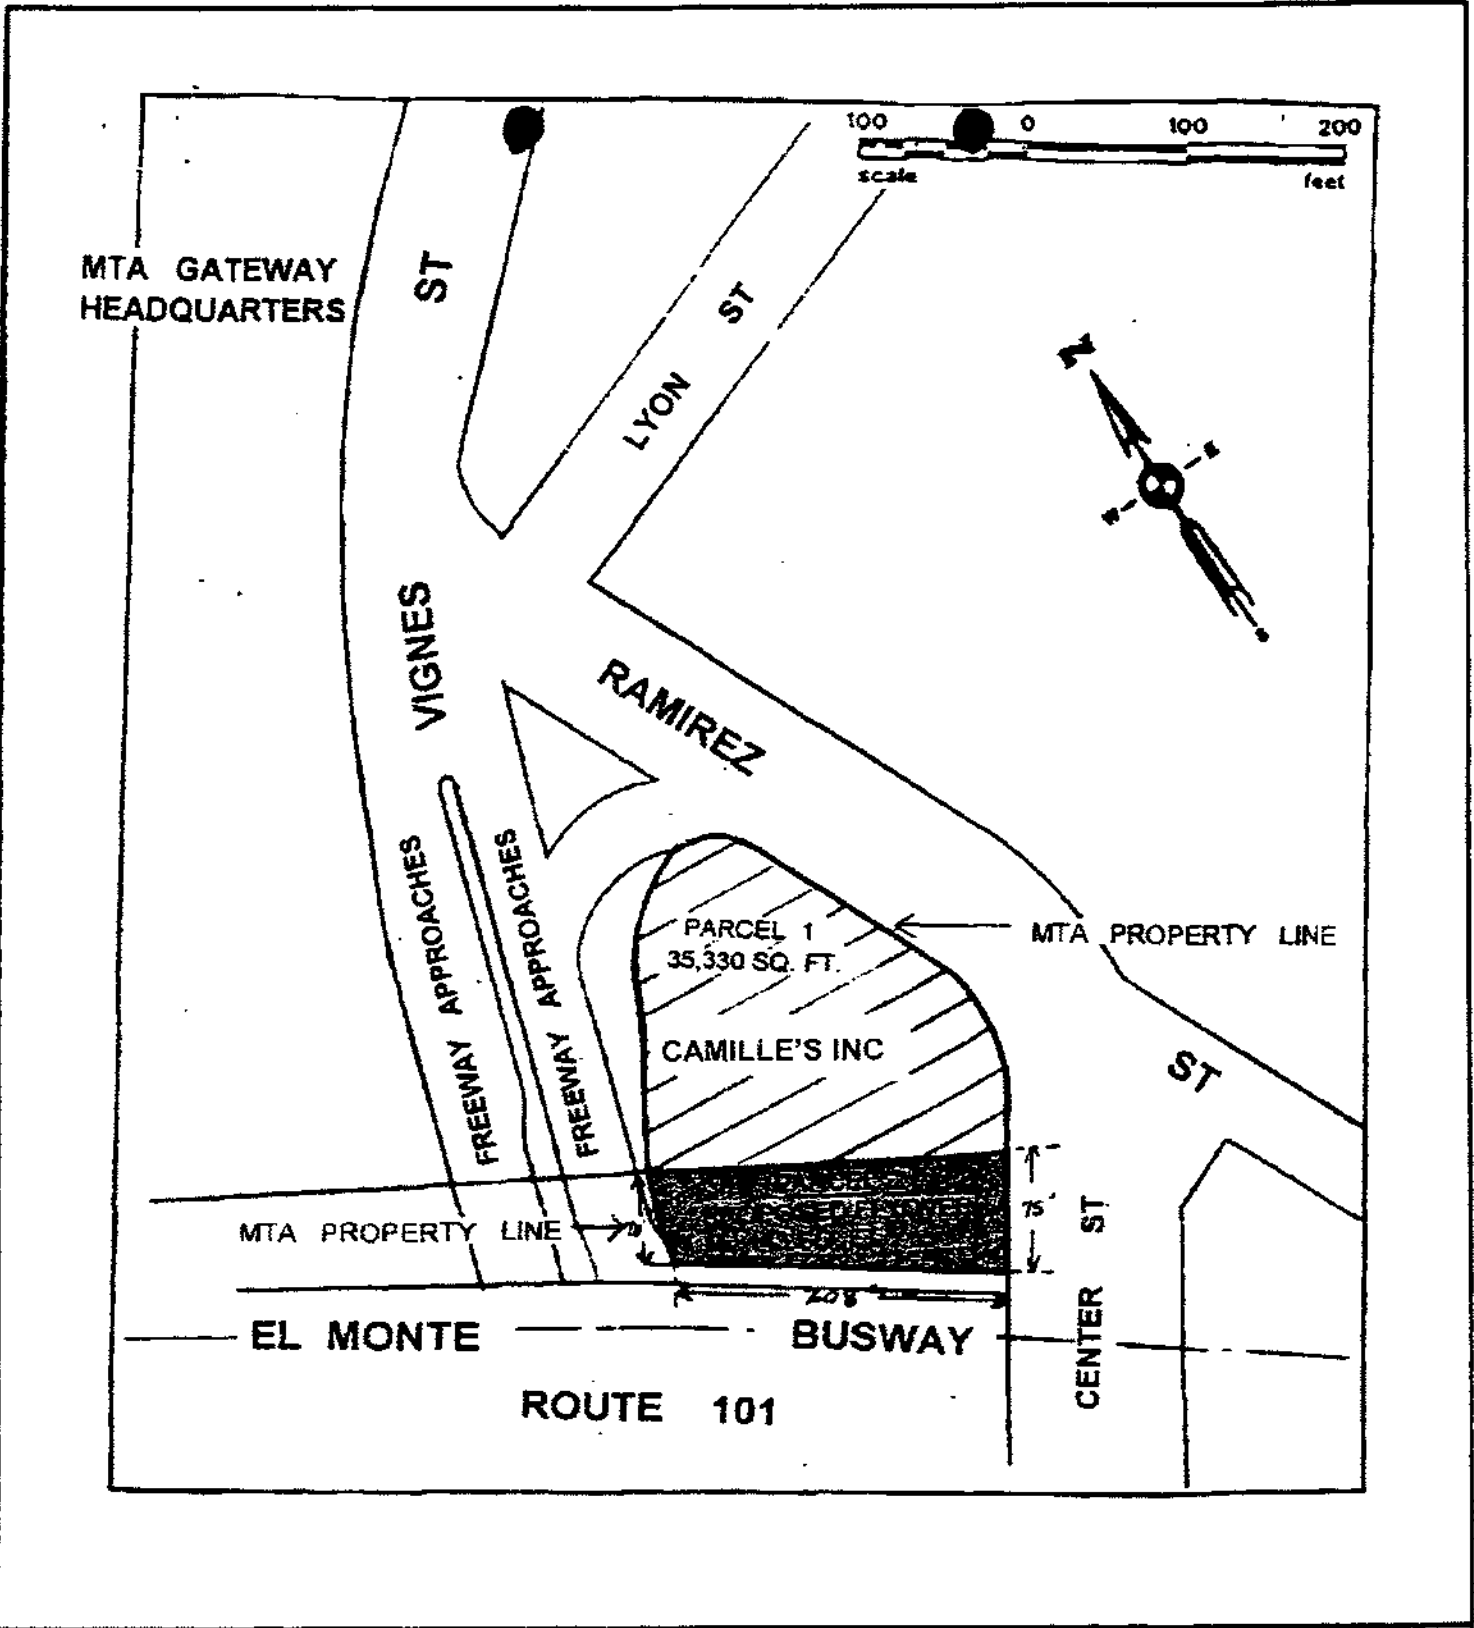 100 0 100 200
scale feet
MTA GATEWAY
HEADQUARTERS
ST
LYON ST
N
E
W
S
VIGNES
RAMIREZ
FREEWAY APPROACHES
FREEWAY APPROACHES
PARCEL 1
35,330 SQ. FT.
MTA PROPERTY LINE
CAMILLE'S INC
ST
75'
MTA PROPERTY LINE
208'
CENTER ST
EL MONTE BUSWAY
ROUTE 101